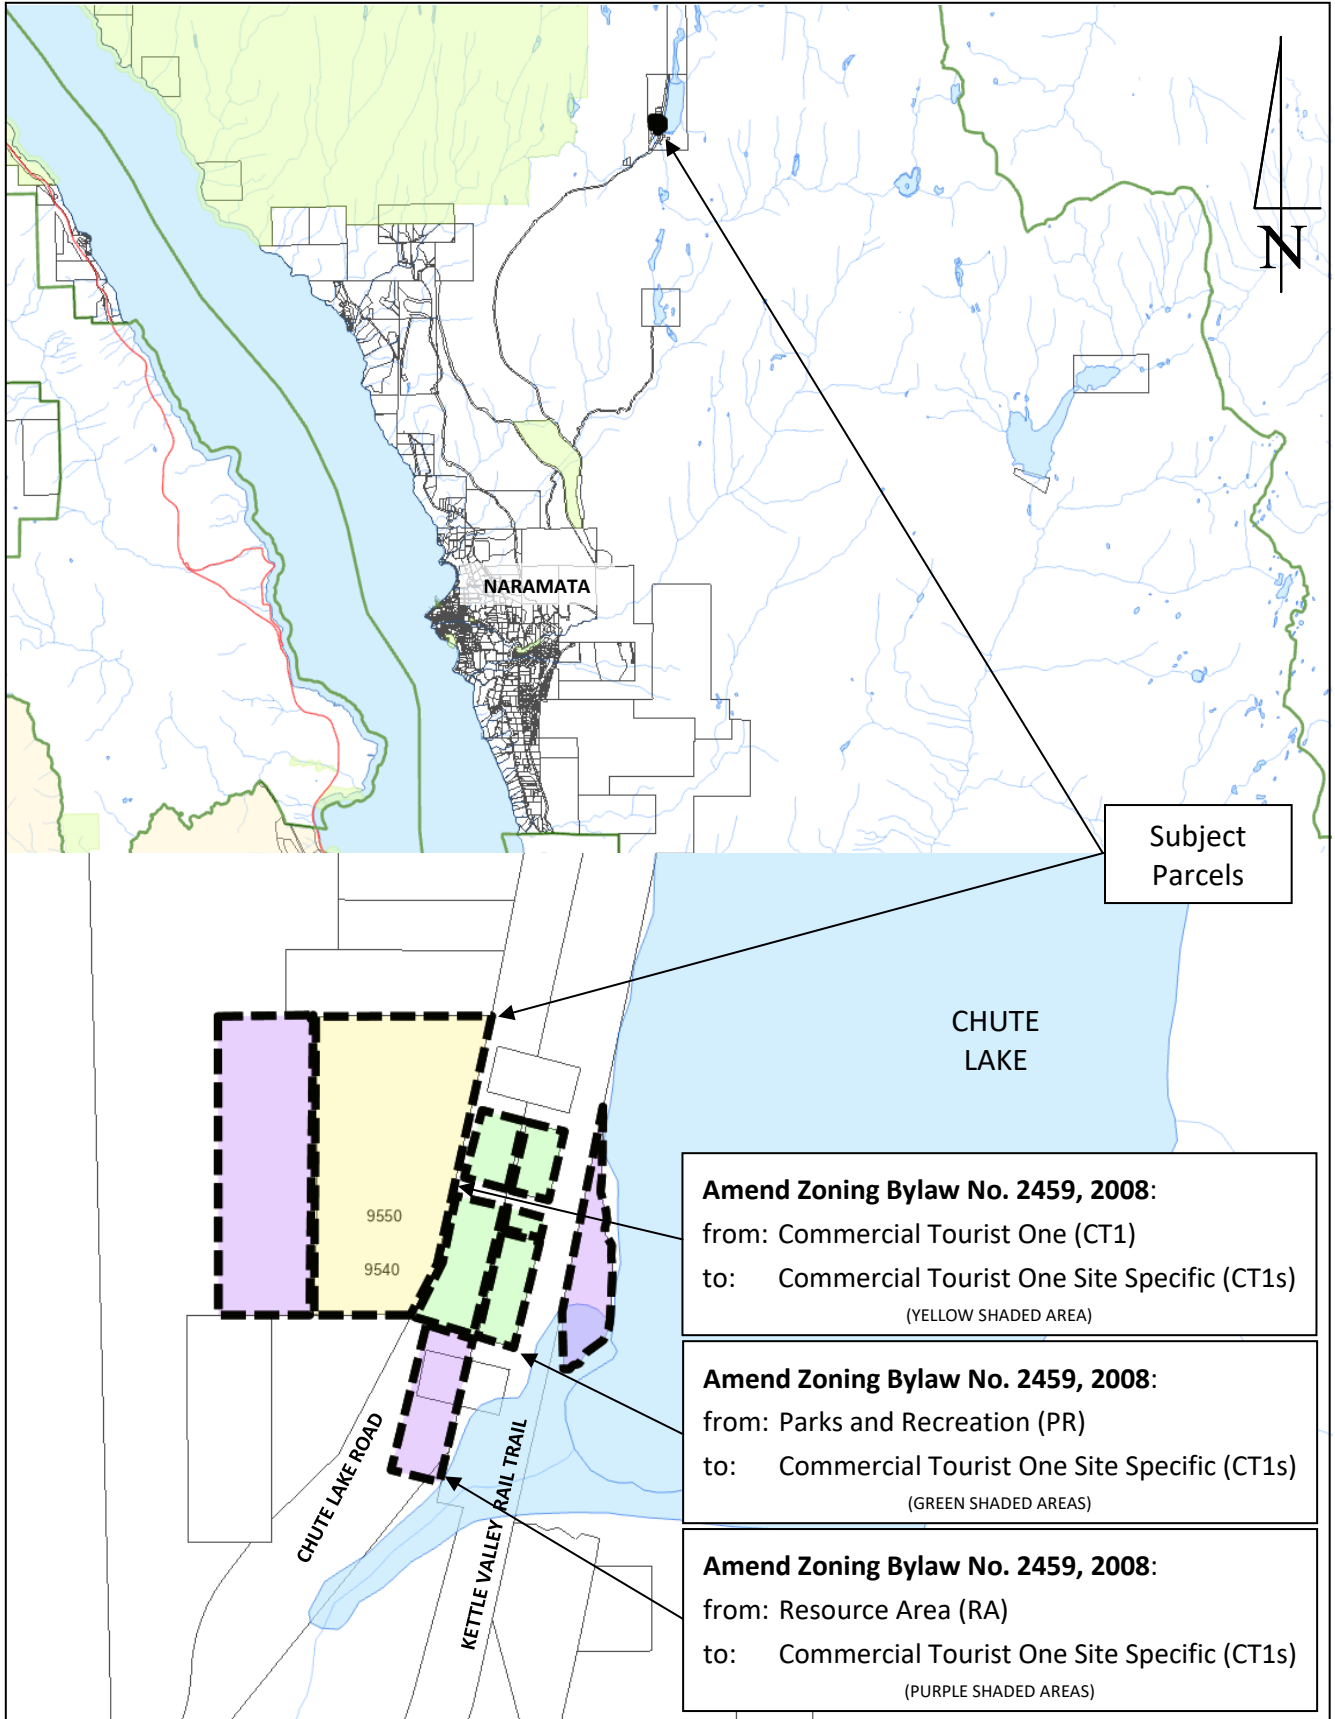 N
NARAMATA
Subject
Parcels
CHUTE
LAKE
9550
9540
Amend Zoning Bylaw No. 2459, 2008:
from: Commercial Tourist One (CT1)
to: Commercial Tourist One Site Specific (CT1s)
(YELLOW SHADED AREA)
Amend Zoning Bylaw No. 2459, 2008:
from: Parks and Recreation (PR)
to: Commercial Tourist One Site Specific (CT1s)
(GREEN SHADED AREAS)
CHUTE LAKE ROAD
KETTLE VALLEY RAIL TRAIL
Amend Zoning Bylaw No. 2459, 2008:
from: Resource Area (RA)
to: Commercial Tourist One Site Specific (CT1s)
(PURPLE SHADED AREAS)